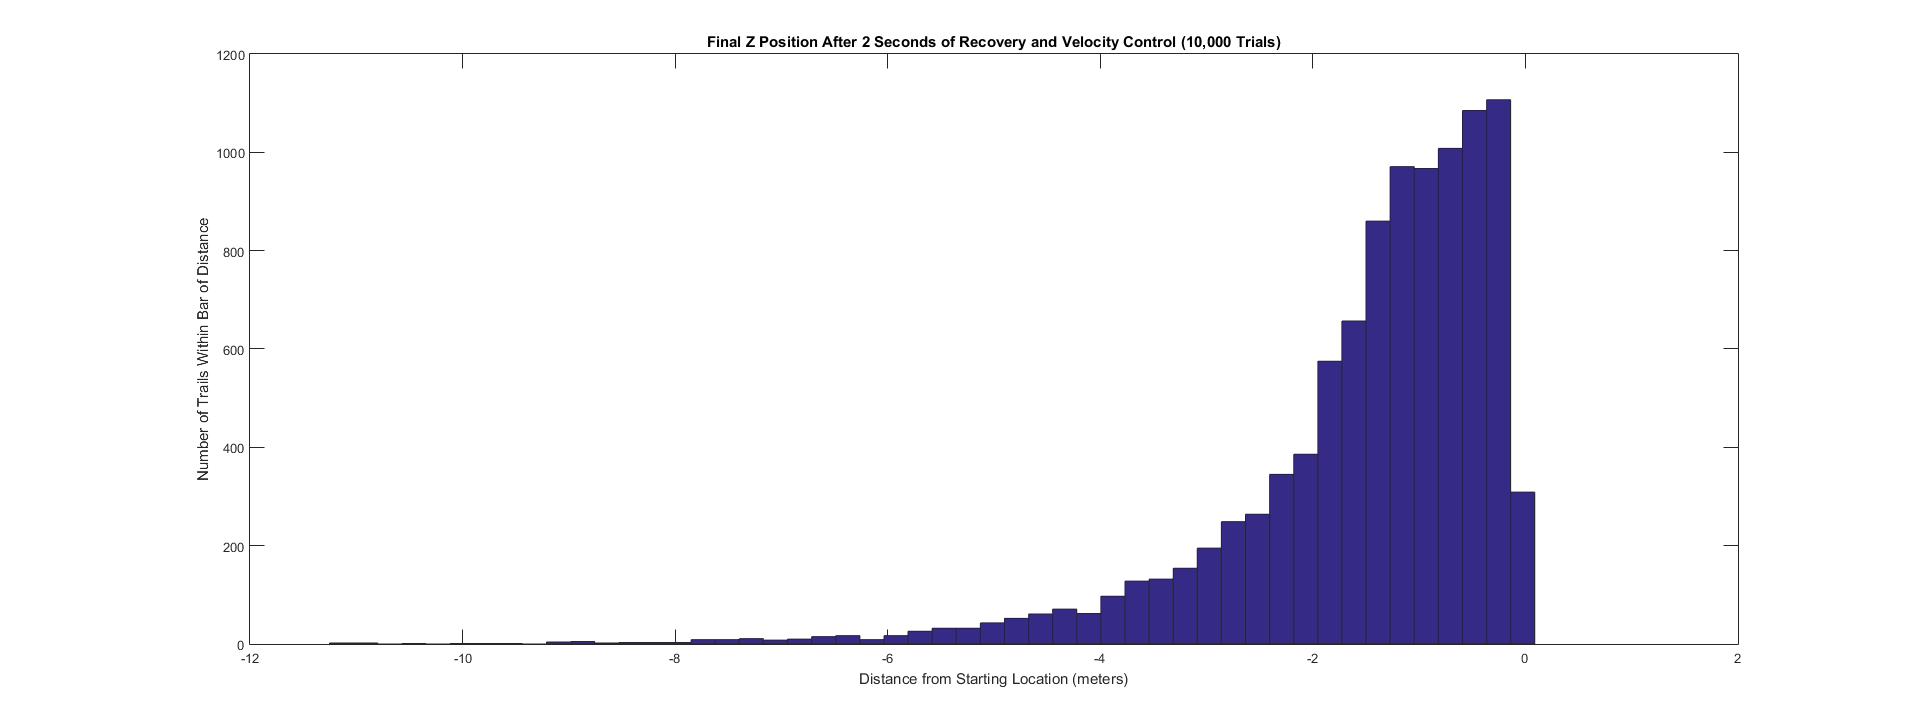 Final Z Position After 2 Seconds of Recovery and Velocity Control (10,000 Trials)
1200
1000
800
600
400
200
0
Number of Trails Within Bar of Distance
-12 -10 -8 -6 -4 -2 0 2
Distance from Starting Location (meters)